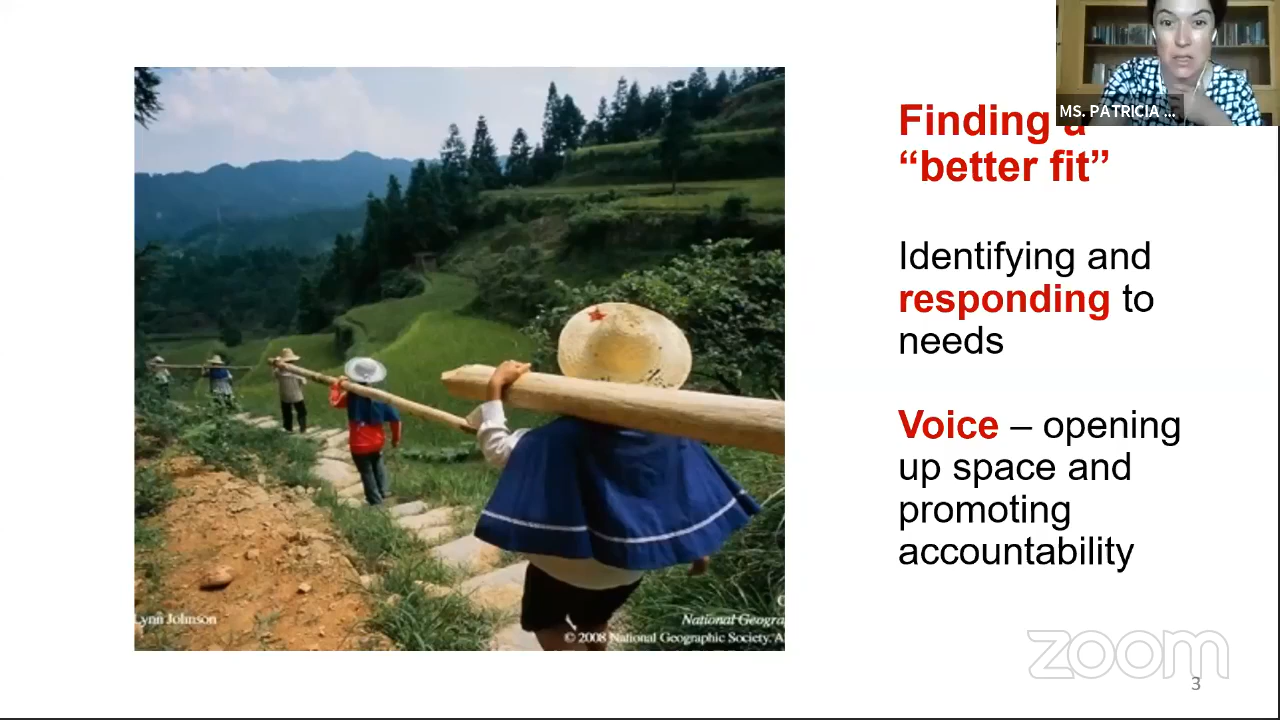 MS. PATRICIA ...
Finding a
“better fit”
Identifying and
responding to
needs
Voice – opening
up space and
promoting
accountability
Lynn Johnson
National Geogra
© 2008 National Geographic Society. A
zoom
3